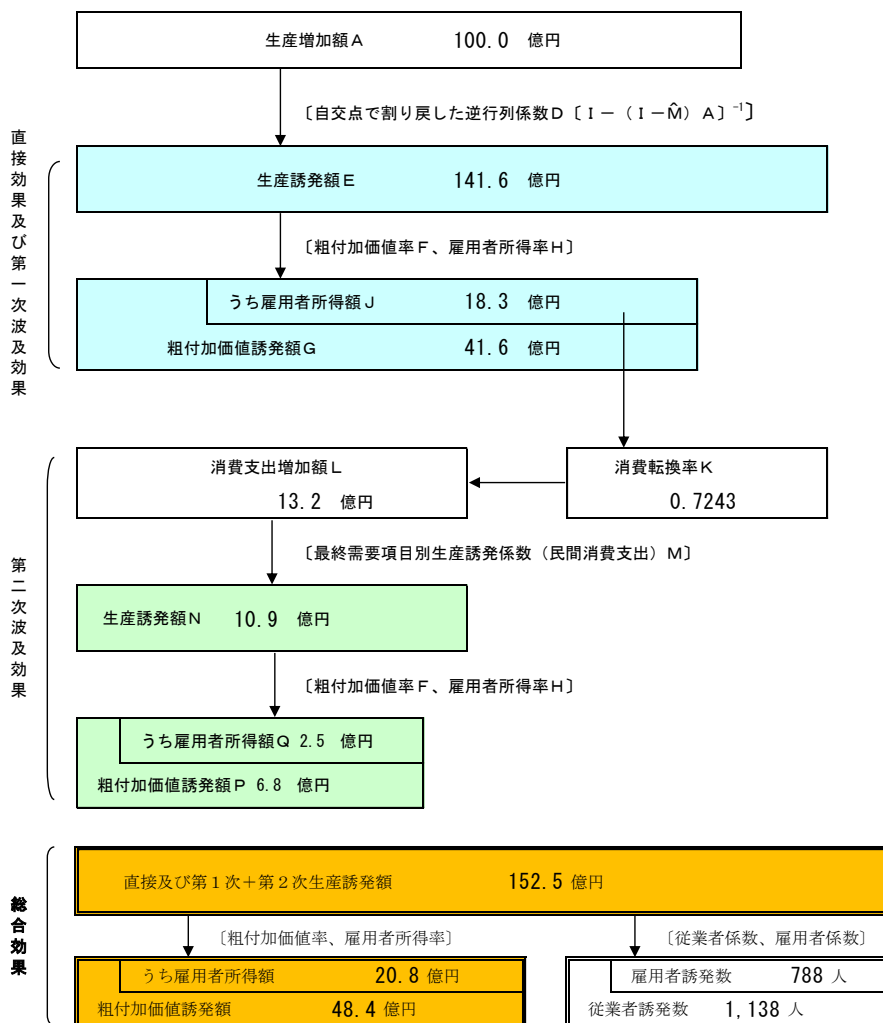 生産増加額A 100.0 億円
〔自交点で割り戻した逆行列係数D〔I－(I－M̂)A〕⁻¹〕
直接効果及び第一次波及効果
生産誘発額E 141.6 億円
〔粗付加価値率F、雇用者所得率H〕
うち雇用者所得額J 18.3 億円
粗付加価値誘発額G 41.6 億円
消費支出増加額L
13.2 億円
消費転換率K
0.7243
〔最終需要項目別生産誘発係数（民間消費支出）M〕
第二次波及効果
生産誘発額N 10.9 億円
〔粗付加価値率F、雇用者所得率H〕
うち雇用者所得額Q 2.5 億円
粗付加価値誘発額P 6.8 億円
総合効果
直接及び第１次＋第２次生産誘発額 152.5 億円
〔粗付加価値率、雇用者所得率〕
〔従業者係数、雇用者係数〕
うち雇用者所得額 20.8 億円
粗付加価値誘発額 48.4 億円
雇用者誘発数 788 人
従業者誘発数 1,138 人